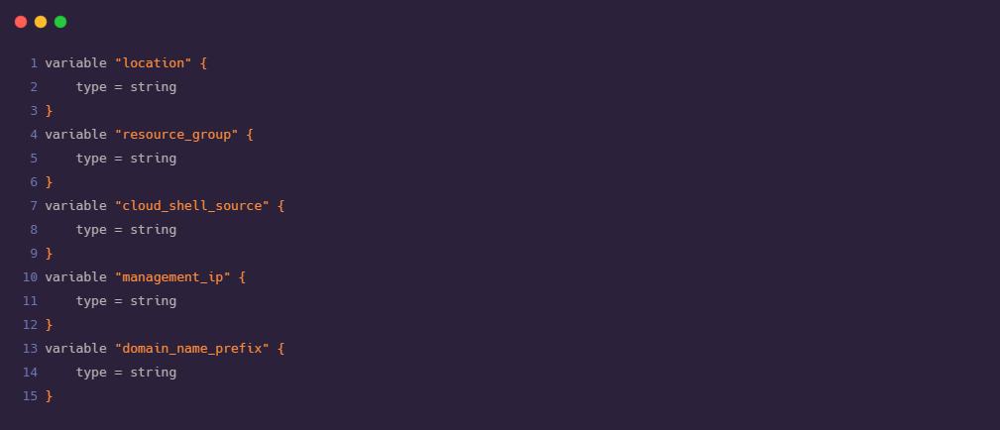 1 variable "location" {
2     type = string
3 }
4 variable "resource_group" {
5     type = string
6 }
7 variable "cloud_shell_source" {
8     type = string
9 }
10 variable "management_ip" {
11     type = string
12 }
13 variable "domain_name_prefix" {
14     type = string
15 }